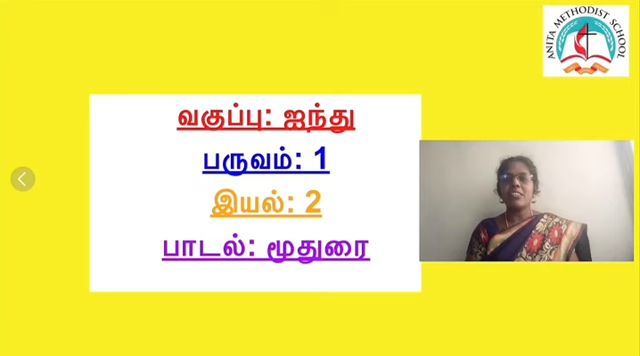 ANITA METHODIST SCHOOL
வகுப்பு: ஐந்து
பருவம்: 1
இயல்: 2
பாடல்: மூதுரை